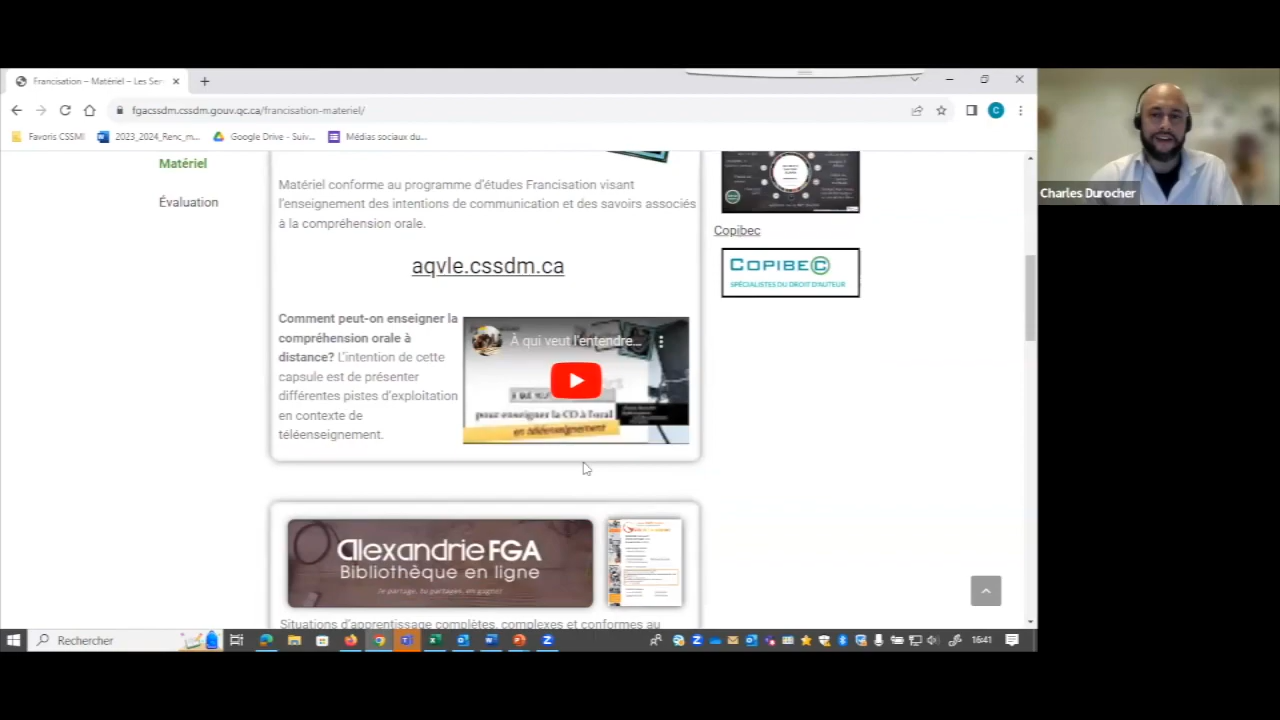 Francisation – Matériel – Les Ser
fgacssdm.cssdm.gouv.qc.ca/francisation-materiel/
Favoris CSSMI
2023_2024_Renc_m...
Google Drive - Suiv...
Médias sociaux du...
Matériel
Évaluation
Matériel conforme au programme d'études Francisation visant
l'enseignement des intentions de communication et des savoirs associés
à la compréhension orale.
aqvle.cssdm.ca
Comment peut-on enseigner la
compréhension orale à
distance? L'intention de cette
capsule est de présenter
différentes pistes d'exploitation
en contexte de
téléenseignement.
À qui veut l'entendre...
À QUI VEUT
pour enseigner la CD à l'oral
en téléenseignement
Copibec
COPIBEC
SPÉCIALISTES DU DROIT D'AUTEUR
alexandrieFGA
Bibliothèque en ligne
Situations d'apprentissage complètes, complexes et conformes au
Charles Durocher
Rechercher
16:41